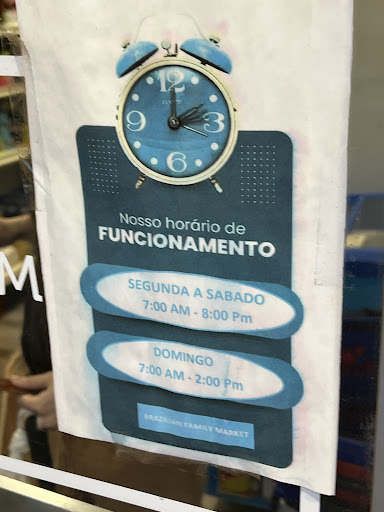 12
3
6
9
Nosso horário de
FUNCIONAMENTO
SEGUNDA A SABADO
7:00 AM - 8:00 Pm
DOMINGO
7:00 AM - 2:00 Pm
BRAZILIAN FAMILY MARKET
M